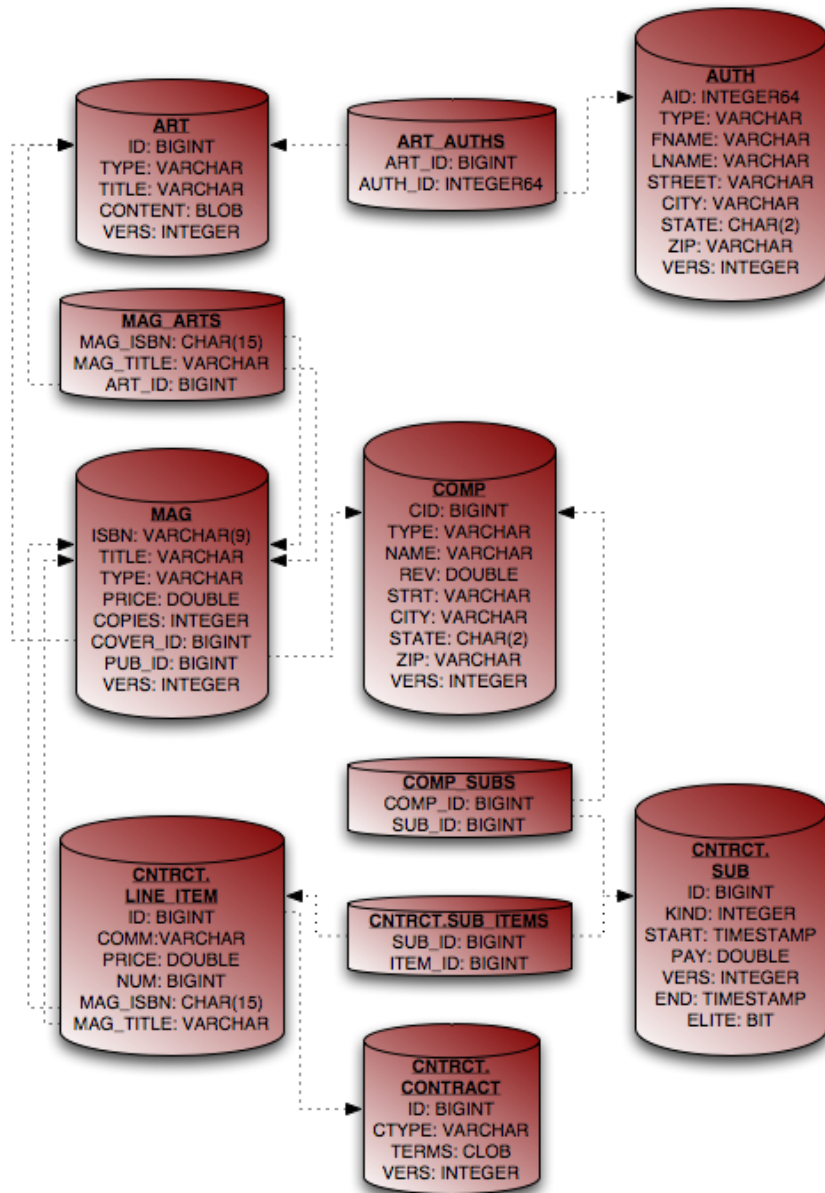 ART
ID: BIGINT
TYPE: VARCHAR
TITLE: VARCHAR
CONTENT: BLOB
VERS: INTEGER
ART_AUTHS
ART_ID: BIGINT
AUTH_ID: INTEGER64
AUTH
AID: INTEGER64
TYPE: VARCHAR
FNAME: VARCHAR
LNAME: VARCHAR
STREET: VARCHAR
CITY: VARCHAR
STATE: CHAR(2)
ZIP: VARCHAR
VERS: INTEGER
MAG_ARTS
MAG_ISBN: CHAR(15)
MAG_TITLE: VARCHAR
ART_ID: BIGINT
MAG
ISBN: VARCHAR(9)
TITLE: VARCHAR
TYPE: VARCHAR
PRICE: DOUBLE
COPIES: INTEGER
COVER_ID: BIGINT
PUB_ID: BIGINT
VERS: INTEGER
COMP
CID: BIGINT
TYPE: VARCHAR
NAME: VARCHAR
REV: DOUBLE
STRT: VARCHAR
CITY: VARCHAR
STATE: CHAR(2)
ZIP: VARCHAR
VERS: INTEGER
COMP_SUBS
COMP_ID: BIGINT
SUB_ID: BIGINT
CNTRCT.
LINE_ITEM
ID: BIGINT
COMM:VARCHAR
PRICE: DOUBLE
NUM: BIGINT
MAG_ISBN: CHAR(15)
MAG_TITLE: VARCHAR
CNTRCT.SUB_ITEMS
SUB_ID: BIGINT
ITEM_ID: BIGINT
CNTRCT.
SUB
ID: BIGINT
KIND: INTEGER
START: TIMESTAMP
PAY: DOUBLE
VERS: INTEGER
END: TIMESTAMP
ELITE: BIT
CNTRCT.
CONTRACT
ID: BIGINT
CTYPE: VARCHAR
TERMS: CLOB
VERS: INTEGER